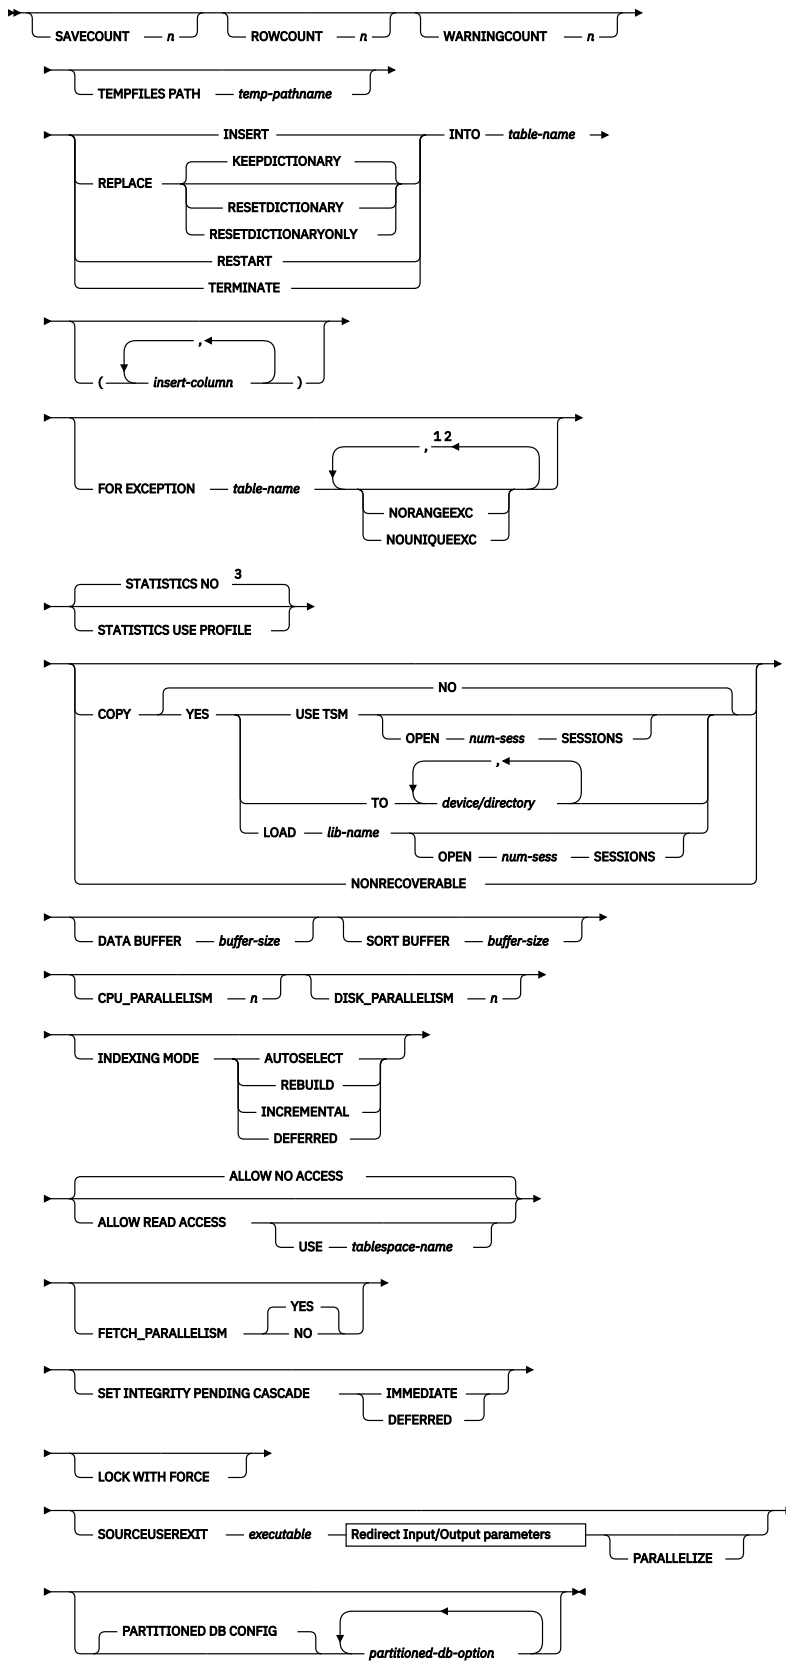 SAVECOUNT n ROWCOUNT n WARNINGCOUNT n
TEMPFILES PATH temp-pathname
INSERT INTO table-name
KEEPDICTIONARY
REPLACE
RESETDICTIONARY
RESETDICTIONARYONLY
RESTART
TERMINATE
,
( insert-column )
, 1 2
FOR EXCEPTION table-name
NORANGEEXC
NOUNIQUEEXC
STATISTICS NO 3
STATISTICS USE PROFILE
NO
COPY YES USE TSM
OPEN num-sess SESSIONS
,
TO device/directory
LOAD lib-name
OPEN num-sess SESSIONS
NONRECOVERABLE
DATA BUFFER buffer-size SORT BUFFER buffer-size
CPU_PARALLELISM n DISK_PARALLELISM n
INDEXING MODE AUTOSELECT
REBUILD
INCREMENTAL
DEFERRED
ALLOW NO ACCESS
ALLOW READ ACCESS
USE tablespace-name
YES
FETCH_PARALLELISM NO
SET INTEGRITY PENDING CASCADE IMMEDIATE
DEFERRED
LOCK WITH FORCE
SOURCEUSEREXIT executable Redirect Input/Output parameters
PARALLELIZE
PARTITIONED DB CONFIG
partitioned-db-option